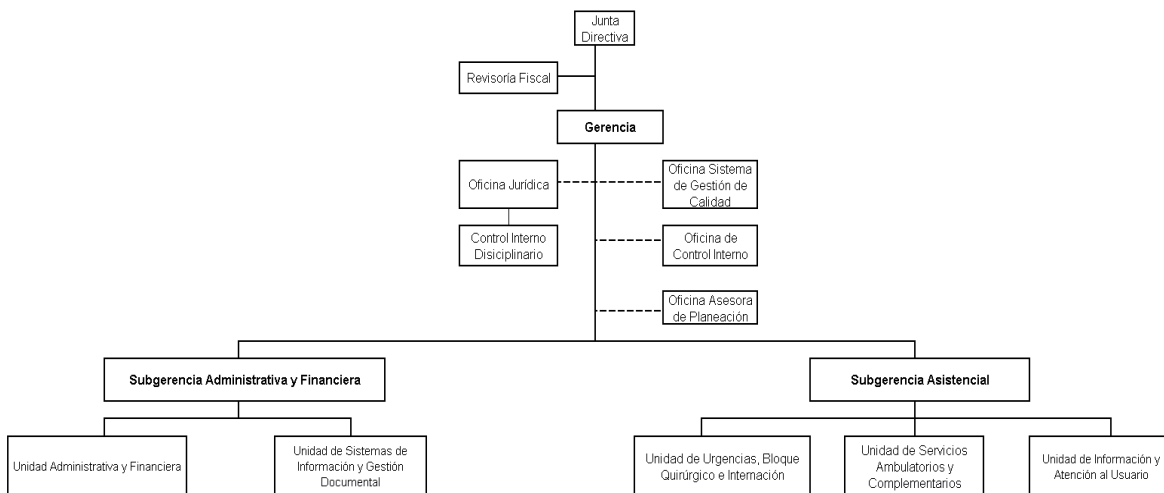 Junta
Directiva
Revisoría Fiscal
Gerencia
Oficina Jurídica
Oficina Sistema
de Gestión de
Calidad
Control Interno
Disiciplinario
Oficina de
Control Interno
Oficina Asesora
de Planeación
Subgerencia Administrativa y Financiera
Subgerencia Asistencial
Unidad Administrativa y Financiera
Unidad de Sistemas de
Información y Gestión
Documental
Unidad de Urgencias, Bloque
Quirúrgico e Internación
Unidad de Servicios
Ambulatorios y
Complementarios
Unidad de Información y
Atención al Usuario